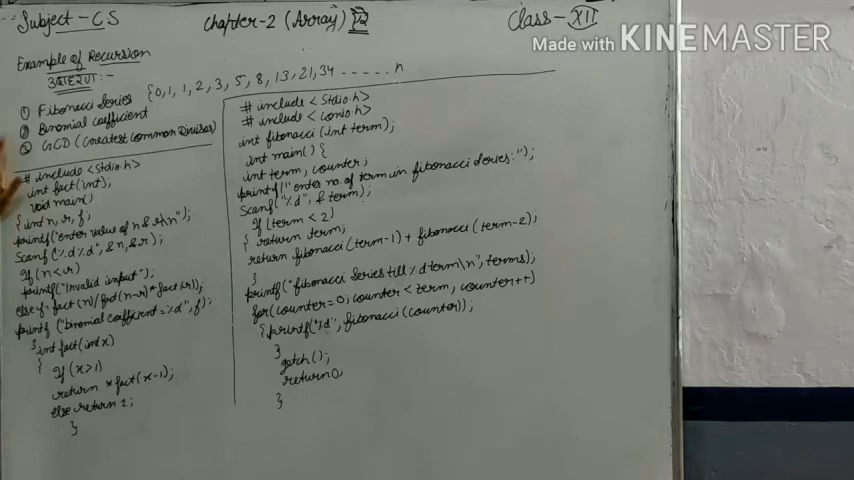 Subject - CS
Chapter-2 (Array)
Class - XII
Made with KINEMASTER
Example of Recursion
{0,1,1,2,3,5,8,13,21,34 ...... n
① Fibonacci Series
② Binomial coefficient
③ GCD (Greatest Common Divisor)
# include <stdio.h>
int fact(int);
void main()
{ int n, r, f;
printf("enter value of n & r\n");
Scanf("%d%d", &n, &r);
If (n<r)
printf("Invalid input");
else f=fact(n)/fact(n-r)*fact(r));
printf ("binomial coefficient =%d", f);
} int fact(int x)
{
If (x>1)
return *fact(x-1);
else return 2;
}
# include <Stdio.h>
# include <conio.h>
int fibonacci (int term);
int main() {
int term, counter;
printf("enter no. of term in fibonacci Series:");
Scanf("%d", & term);
If (term < 2)
{ return term;
return fibonacci (term-1) + fibonacci (term-2);
}
printf("fibonacci Series till %d term\n", terms);
for (counter=0; counter < term, counter++)
{ printf("%d", fibonacci (counter));
}
getch();
return 0;
}